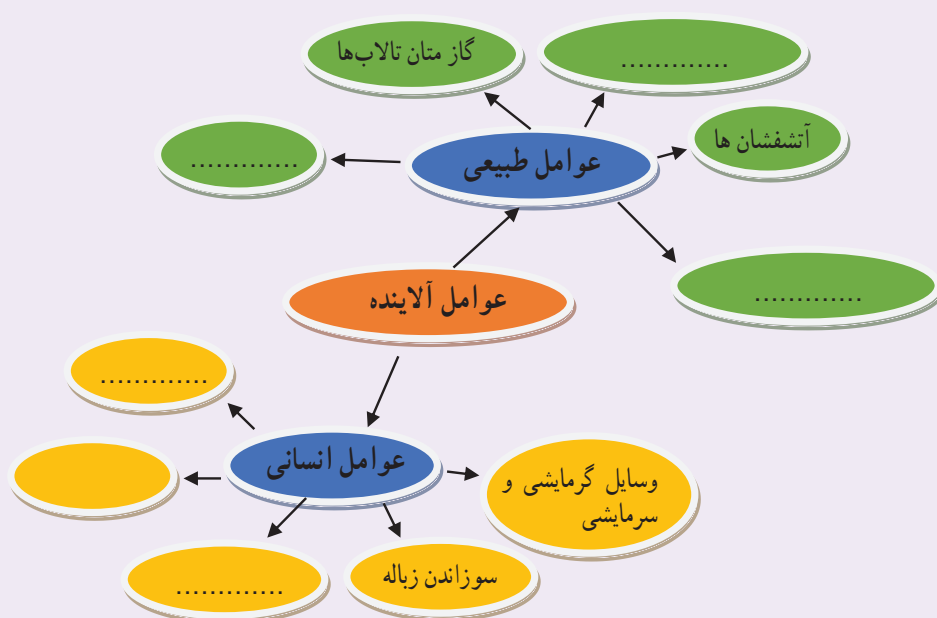 گاز متان تالاب‌ها
.............
آتشفشان ها
.............
عوامل طبیعی
.............
عوامل آلاینده
.............
عوامل انسانی
وسایل گرمایشی و
سرمایشی
سوزاندن زباله
.............